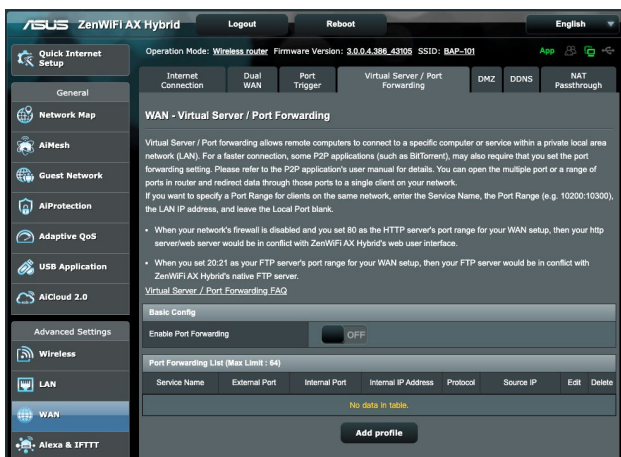 ASUS ZenWiFi AX Hybrid Logout Reboot English
Quick Internet Setup
Operation Mode: Wireless router Firmware Version: 3.0.0.4.386_43105 SSID: BAP-101 App
Internet Connection Dual WAN Port Trigger Virtual Server / Port Forwarding DMZ DDNS NAT Passthrough
General
Network Map
AiMesh
Guest Network
AiProtection
Adaptive QoS
USB Application
AiCloud 2.0
Advanced Settings
Wireless
LAN
WAN
Alexa & IFTTT
WAN - Virtual Server / Port Forwarding
Virtual Server / Port forwarding allows remote computers to connect to a specific computer or service within a private local area
network (LAN). For a faster connection, some P2P applications (such as BitTorrent), may also require that you set the port
forwarding setting. Please refer to the P2P application's user manual for details. You can open the multiple port or a range of
ports in router and redirect data through those ports to a single client on your network.
If you want to specify a Port Range for clients on the same network, enter the Service Name, the Port Range (e.g. 10200:10300),
the LAN IP address, and leave the Local Port blank.
• When your network's firewall is disabled and you set 80 as the HTTP server's port range for your WAN setup, then your http
server/web server would be in conflict with ZenWiFi AX Hybrid's web user interface.
• When you set 20:21 as your FTP server's port range for your WAN setup, then your FTP server would be in conflict with
ZenWiFi AX Hybrid's native FTP server.
Virtual Server / Port Forwarding FAQ
Basic Config
Enable Port Forwarding OFF
Port Forwarding List (Max Limit : 64)
Service Name External Port Internal Port Internal IP Address Protocol Source IP Edit Delete
No data in table.
Add profile